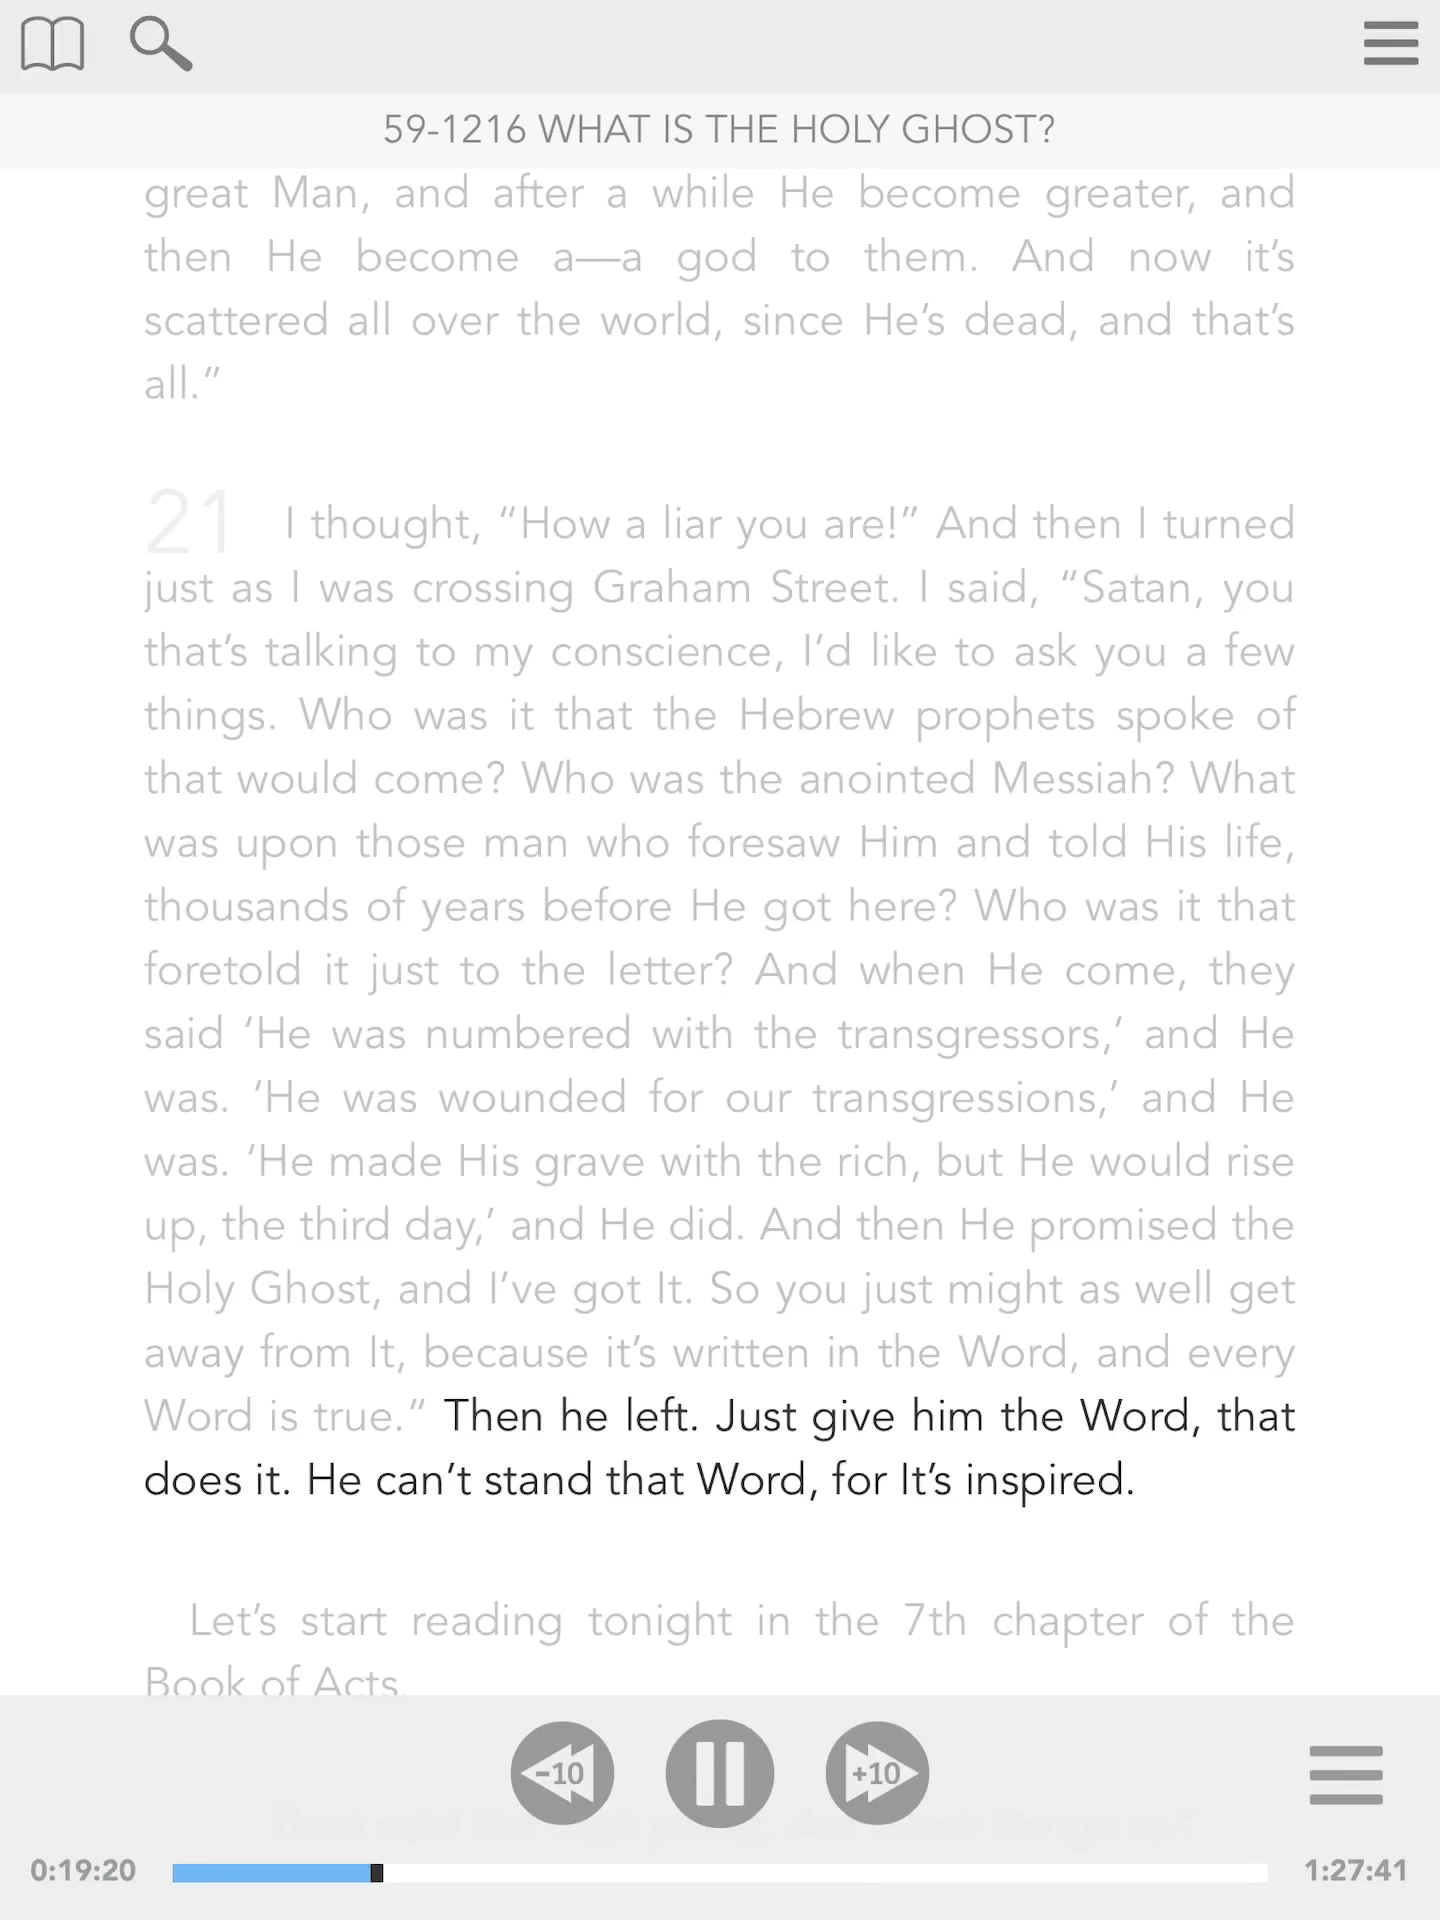 59-1216 WHAT IS THE HOLY GHOST?
great Man, and after a while He become greater, and
then He become a—a god to them. And now it’s
scattered all over the world, since He’s dead, and that’s
all.”
21 I thought, “How a liar you are!” And then I turned
just as I was crossing Graham Street. I said, “Satan, you
that’s talking to my conscience, I’d like to ask you a few
things. Who was it that the Hebrew prophets spoke of
that would come? Who was the anointed Messiah? What
was upon those man who foresaw Him and told His life,
thousands of years before He got here? Who was it that
foretold it just to the letter? And when He come, they
said ‘He was numbered with the transgressors,’ and He
was. ‘He was wounded for our transgressions,’ and He
was. ‘He made His grave with the rich, but He would rise
up, the third day,’ and He did. And then He promised the
Holy Ghost, and I’ve got It. So you just might as well get
away from It, because it’s written in the Word, and every
Word is true.” Then he left. Just give him the Word, that
does it. He can’t stand that Word, for It’s inspired.
Let’s start reading tonight in the 7th chapter of the
Book of Acts.
-10 +10
0:19:20 1:27:41